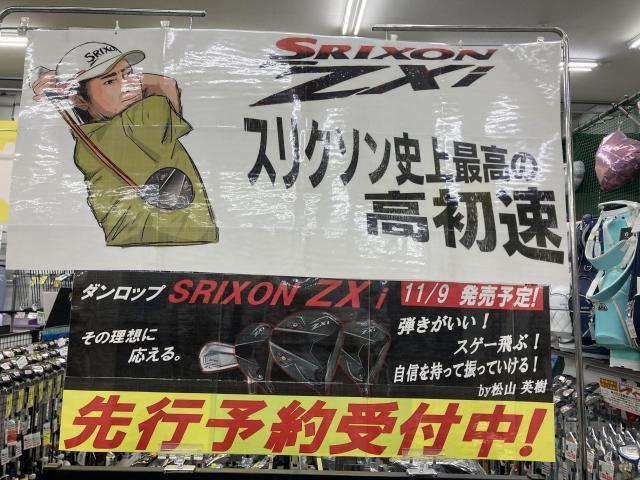 SRIXON
SRIXON
ZXi
スリクソン史上最高の
高初速
ダンロップ SRIXON ZXi 11/9 発売予定!
その理想に
応える。
ZXi
弾きがいい!
スゲー飛ぶ!
自信を持って振っていける!
by松山 英樹
先行予約受付中!